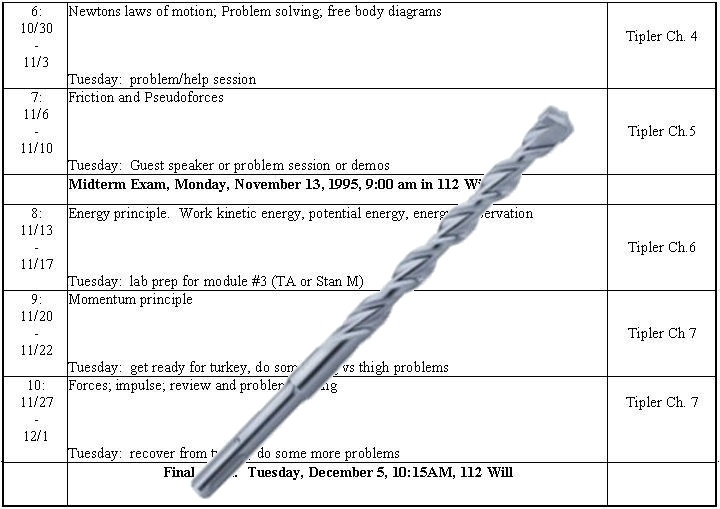 6:
10/30
-
11/3
Newtons laws of motion; Problem solving; free body diagrams
Tuesday: problem/help session
Tipler Ch. 4
7:
11/6
-
11/10
Friction and Pseudoforces
Tuesday: Guest speaker or problem session or demos
Tipler Ch.5
Midterm Exam, Monday, November 13, 1995, 9:00 am in 112
8:
11/13
-
11/17
Energy principle. Work kinetic energy, potential energy,
Tuesday: lab prep for module #3 (TA or Stan M)
Tipler Ch.6
9:
11/20
-
11/22
Momentum principle
Tuesday: get ready for turkey, do vs thigh problems
Tipler Ch 7
10:
11/27
-
12/1
Forces; impulse; review and
Tuesday: recover from do some more problems
Tipler Ch. 7
Final Tuesday, December 5, 10:15AM, 112 Will